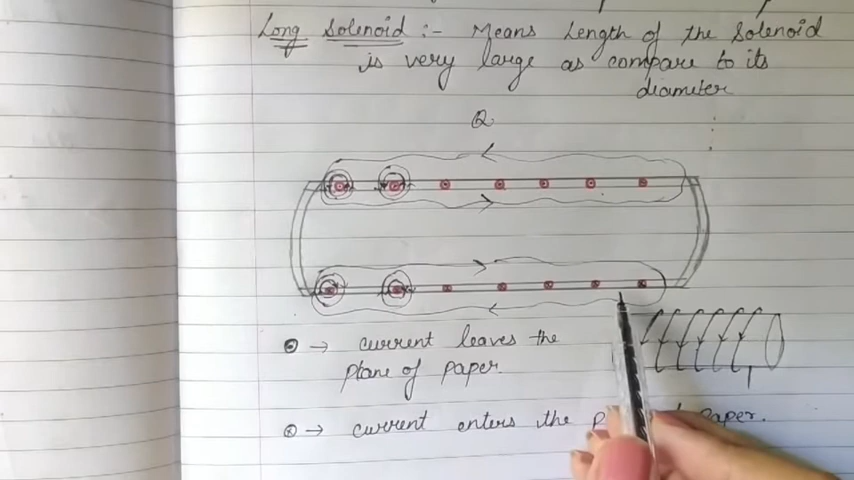 Long Solenoid :- Means Length of the Solenoid
is very large as compare to its
diameter
Q
⊙ → current leaves the
plane of paper.
⊗ → current enters the paper.